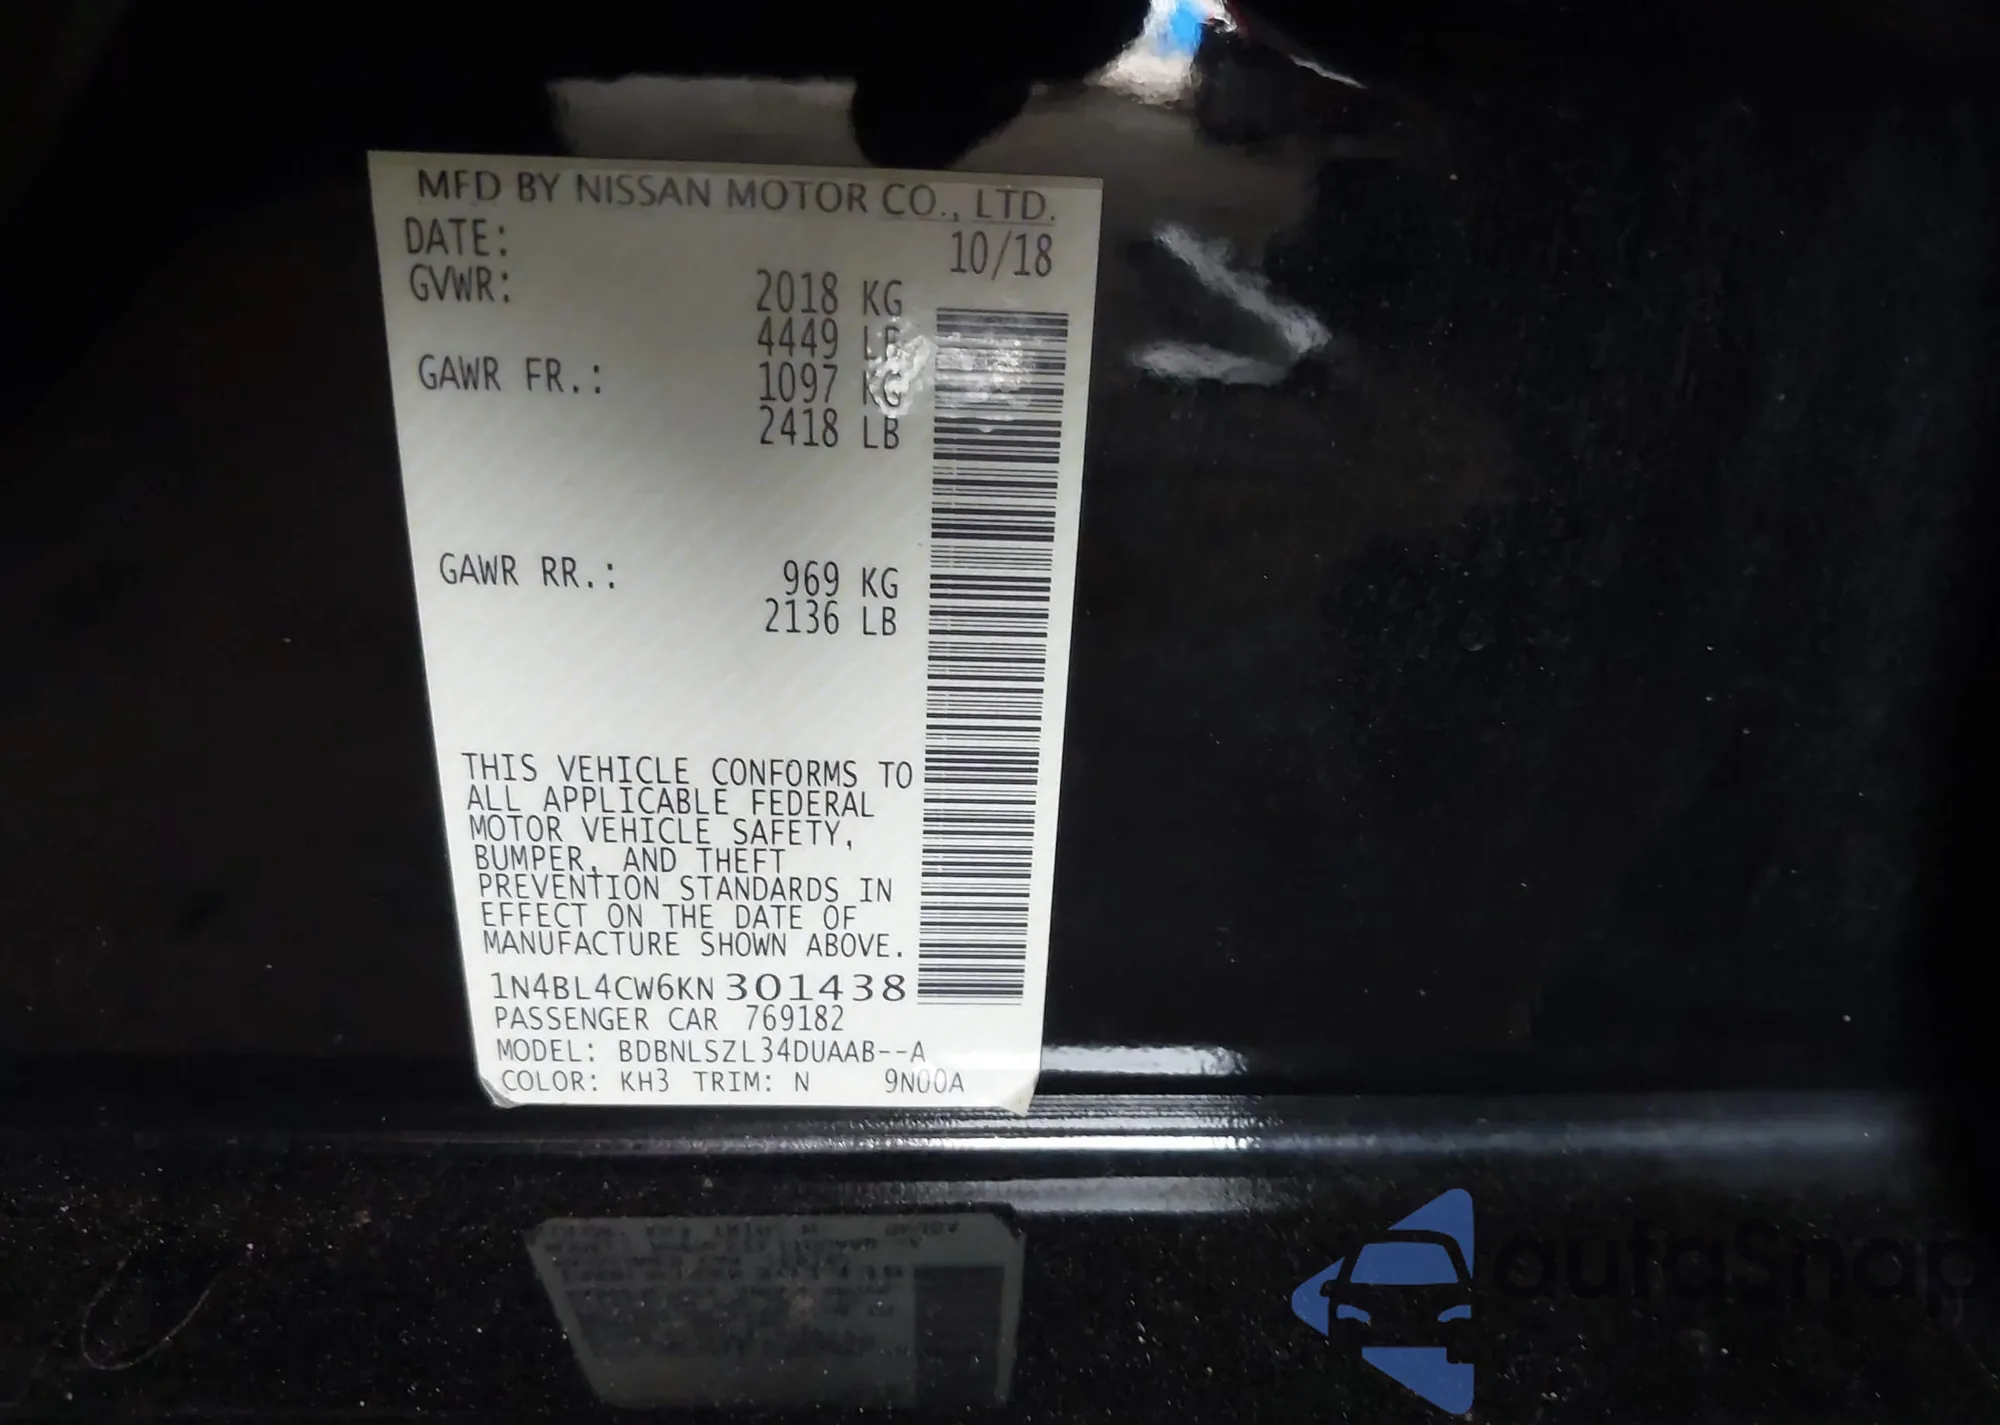 MFD BY NISSAN MOTOR CO., LTD.
DATE: 10/18
GVWR: 2018 KG
4449 LB
GAWR FR.: 1097 KG
2418 LB
GAWR RR.: 969 KG
2136 LB
THIS VEHICLE CONFORMS TO
ALL APPLICABLE FEDERAL
MOTOR VEHICLE SAFETY,
BUMPER, AND THEFT
PREVENTION STANDARDS IN
EFFECT ON THE DATE OF
MANUFACTURE SHOWN ABOVE.
1N4BL4CW6KN301438
PASSENGER CAR 769182
MODEL: BDBNLSZL34DUAAB--A
COLOR: KH3 TRIM: N 9N00A
autoSnap